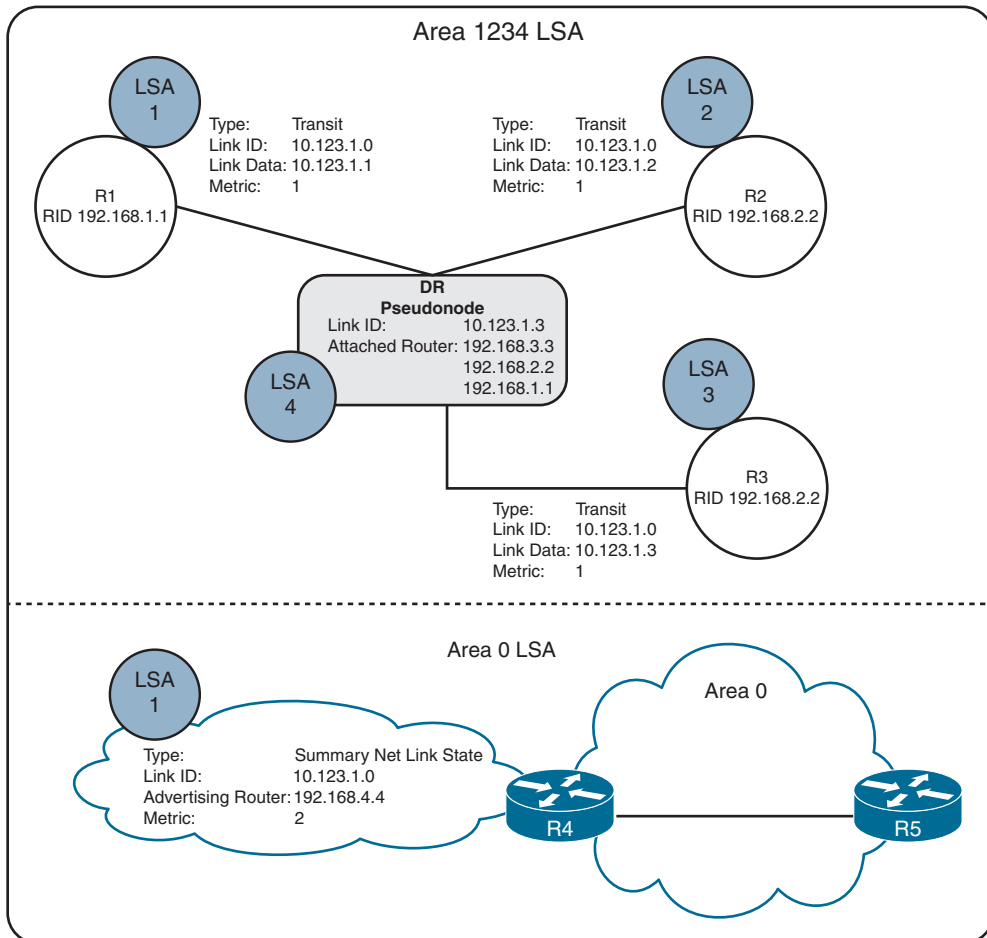 Area 1234 LSA
LSA
1
Type: Transit
Link ID: 10.123.1.0
Link Data: 10.123.1.1
Metric: 1
R1
RID 192.168.1.1
LSA
2
Type: Transit
Link ID: 10.123.1.0
Link Data: 10.123.1.2
Metric: 1
R2
RID 192.168.2.2
DR
Pseudonode
Link ID: 10.123.1.3
Attached Router: 192.168.3.3
192.168.2.2
192.168.1.1
LSA
4
LSA
3
R3
RID 192.168.2.2
Type: Transit
Link ID: 10.123.1.0
Link Data: 10.123.1.3
Metric: 1
Area 0 LSA
LSA
1
Type: Summary Net Link State
Link ID: 10.123.1.0
Advertising Router: 192.168.4.4
Metric: 2
Area 0
R4
R5